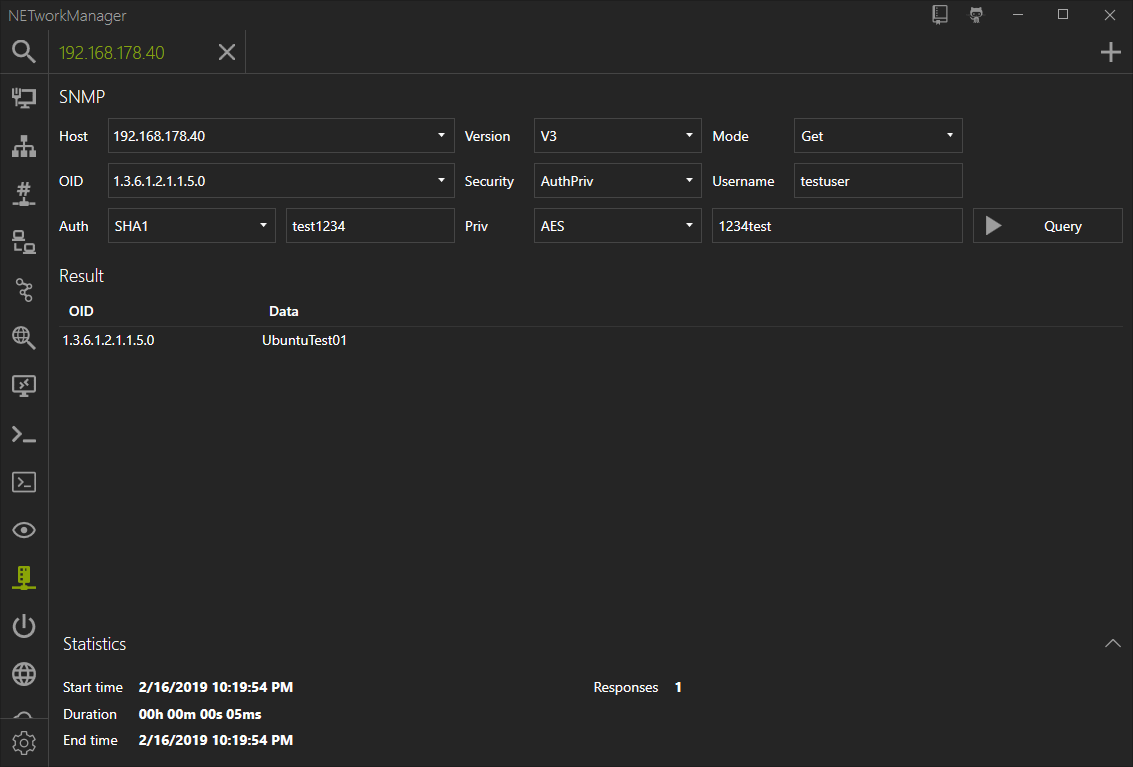 NETworkManager
192.168.178.40
SNMP
Host 192.168.178.40 Version V3 Mode Get
OID 1.3.6.1.2.1.1.5.0 Security AuthPriv Username testuser
Auth SHA1 test1234 Priv AES 1234test Query
Result
OID Data
1.3.6.1.2.1.1.5.0 UbuntuTest01
Statistics
Start time 2/16/2019 10:19:54 PM Responses 1
Duration 00h 00m 00s 05ms
End time 2/16/2019 10:19:54 PM